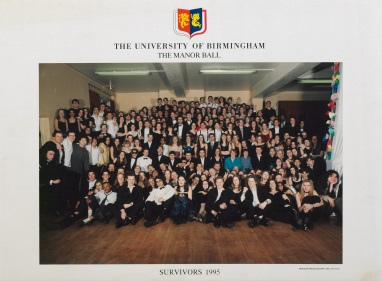 THE UNIVERSITY OF BIRMINGHAM
THE MANOR BALL
SURVIVORS 1995